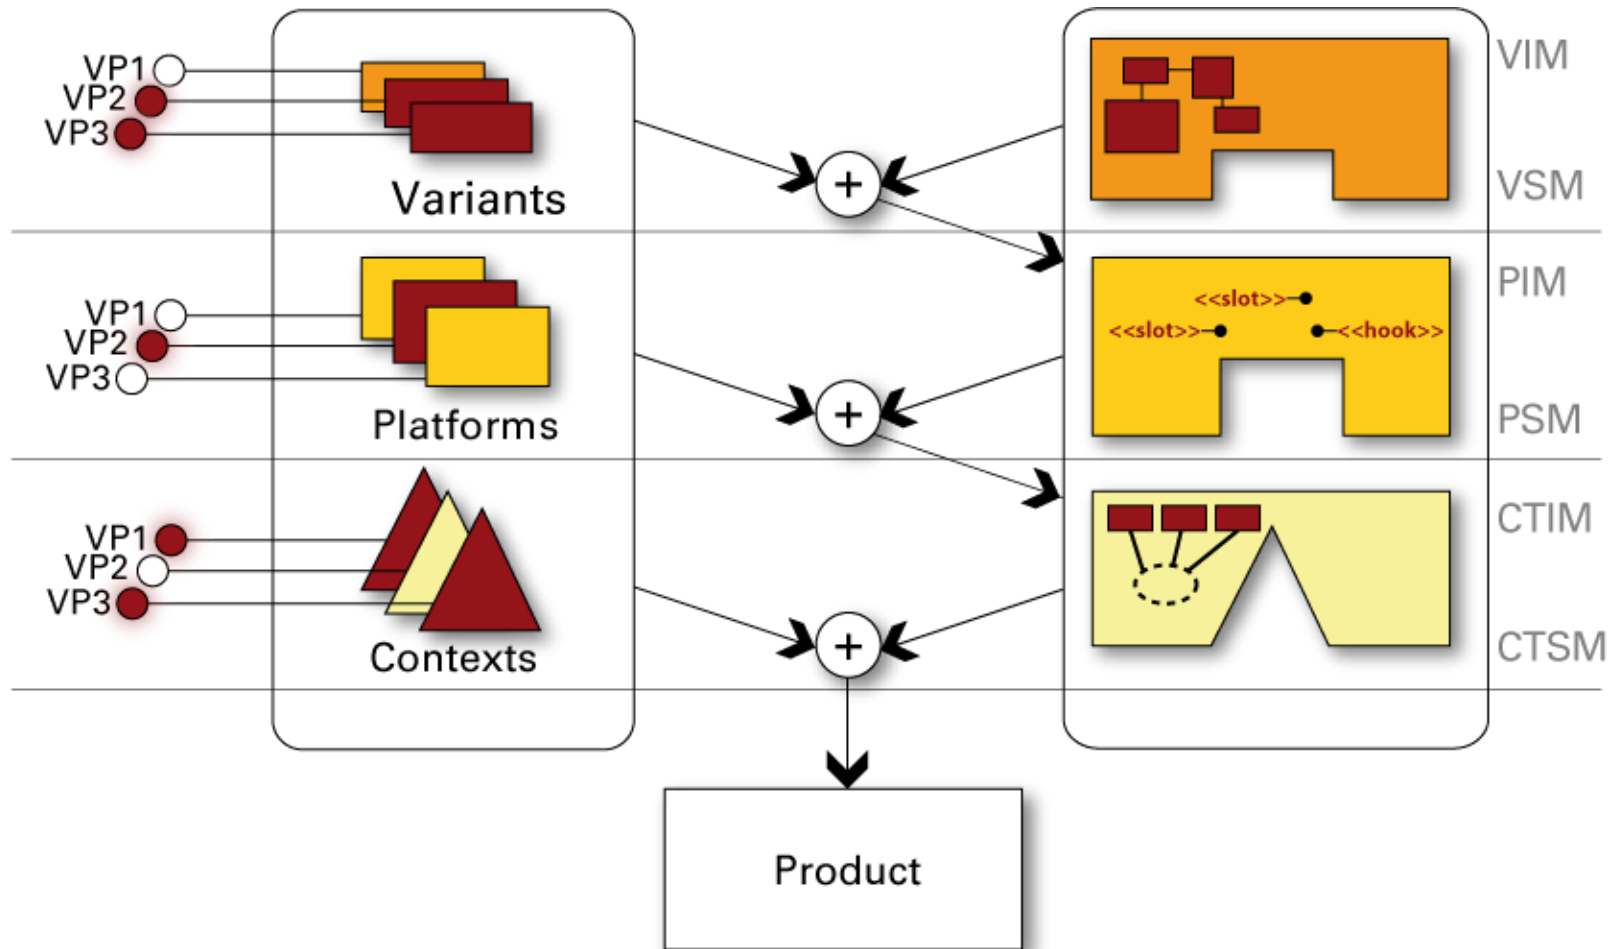 VP1
VP2
VP3
Variants
+
VIM
VSM
VP1
VP2
VP3
Platforms
+
<<slot>>
<<slot>>
<<hook>>
PIM
PSM
VP1
VP2
VP3
Contexts
+
CTIM
CTSM
Product